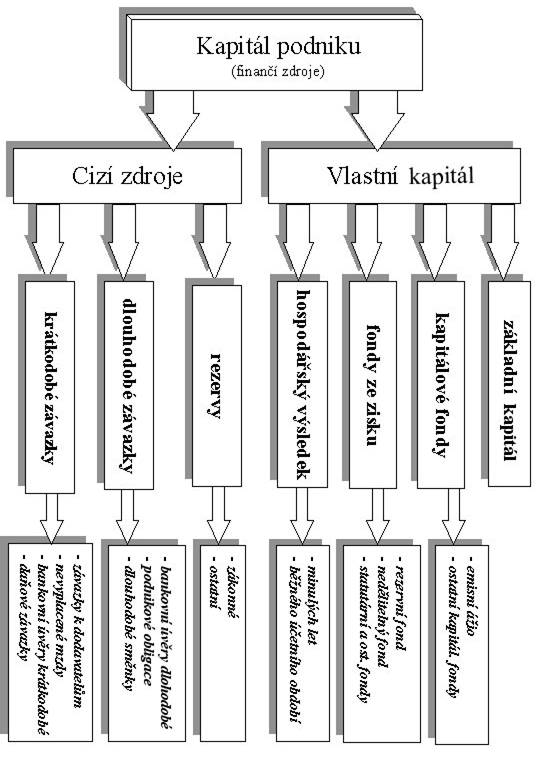 Kapitál podniku
(finančí zdroje)
Cizí zdroje
Vlastní kapitál
krátkodobé závazky
dlouhodobé závazky
rezervy
hospodářský výsledek
fondy ze zisku
kapitálové fondy
základní kapitál
- závazky k dodavatelům
- nevyplacené mzdy
- bankovní úvěry krátkodobé
- daňové závazky
- bankovní úvěry dlohodobé
- podnikové obligace
- dlouhodobé směnky
- zákonné
- ostatní
- minulých let
- běžného účetního období
- rezervní fond
- nedělitelný fond
- statutární a ost. fondy
- emisní ážio
- ostatní kapitál. fondy